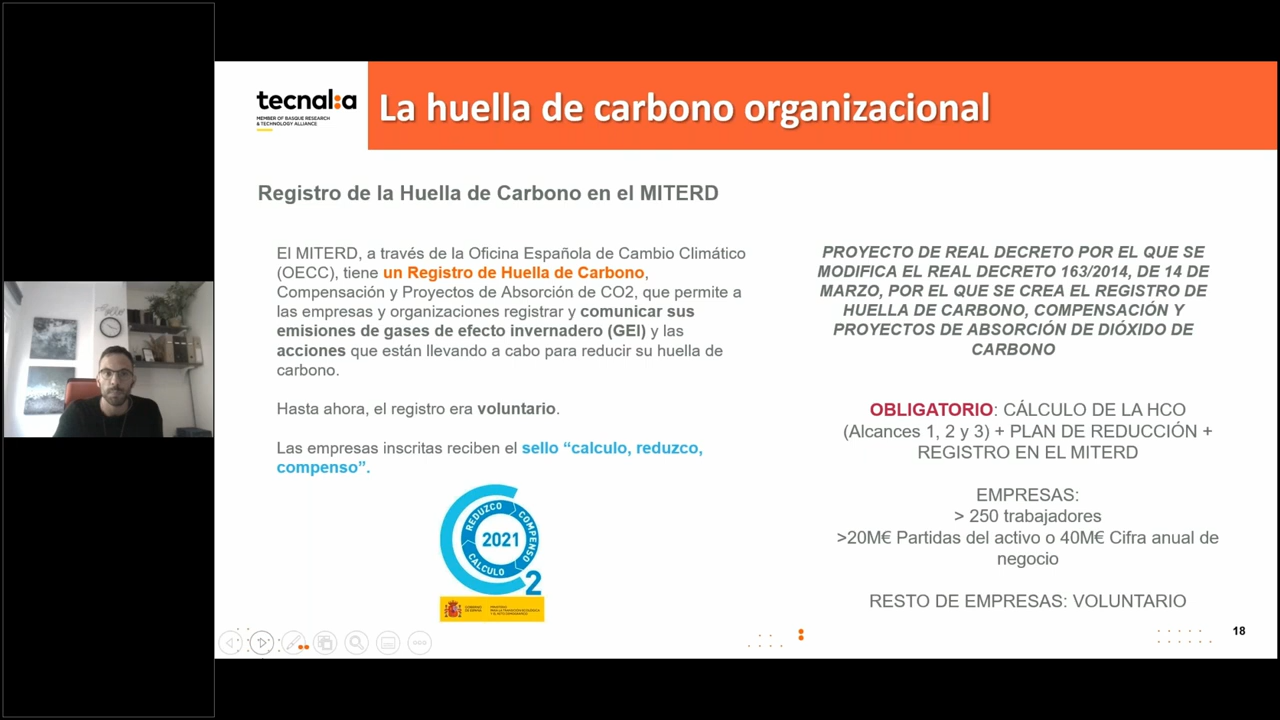 tecnal:a
MEMBER OF BASQUE RESEARCH
& TECHNOLOGY ALLIANCE
La huella de carbono organizacional
Registro de la Huella de Carbono en el MITERD
El MITERD, a través de la Oficina Española de Cambio Climático
(OECC), tiene un Registro de Huella de Carbono,
Compensación y Proyectos de Absorción de CO2, que permite a
las empresas y organizaciones registrar y comunicar sus
emisiones de gases de efecto invernadero (GEI) y las
acciones que están llevando a cabo para reducir su huella de
carbono.
Hasta ahora, el registro era voluntario.
Las empresas inscritas reciben el sello “calculo, reduzco,
compenso”.
REDUZCO
COMPENSO
CALCULO
2021
2
PROYECTO DE REAL DECRETO POR EL QUE SE
MODIFICA EL REAL DECRETO 163/2014, DE 14 DE
MARZO, POR EL QUE SE CREA EL REGISTRO DE
HUELLA DE CARBONO, COMPENSACIÓN Y
PROYECTOS DE ABSORCIÓN DE DIÓXIDO DE
CARBONO
OBLIGATORIO: CÁLCULO DE LA HCO
(Alcances 1, 2 y 3) + PLAN DE REDUCCIÓN +
REGISTRO EN EL MITERD
EMPRESAS:
> 250 trabajadores
>20M€ Partidas del activo o 40M€ Cifra anual de
negocio
RESTO DE EMPRESAS: VOLUNTARIO
18